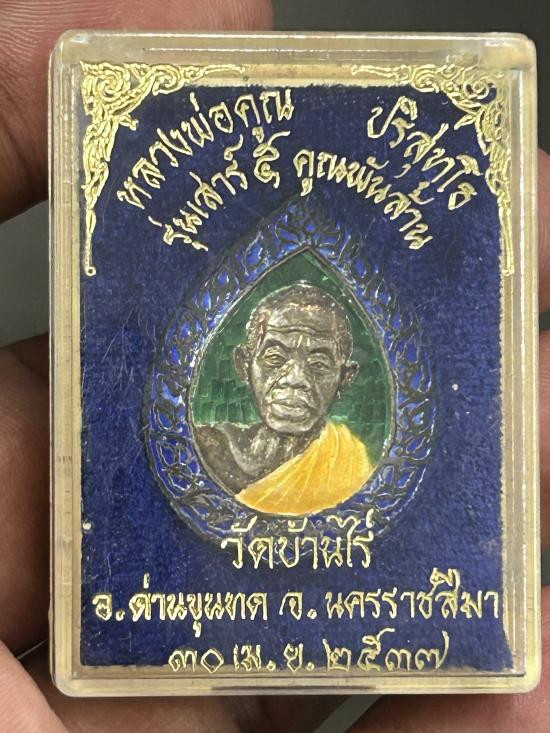 หลวงพ่อคูณ ปริสุทฺโธ
รุ่นเสาร์ ๕ คูณพันล้าน
วัดบ้านไร่
อ.ด่านขุนทด จ.นครราชสีมา
๓๐ เม.ย. ๒๕๓๗